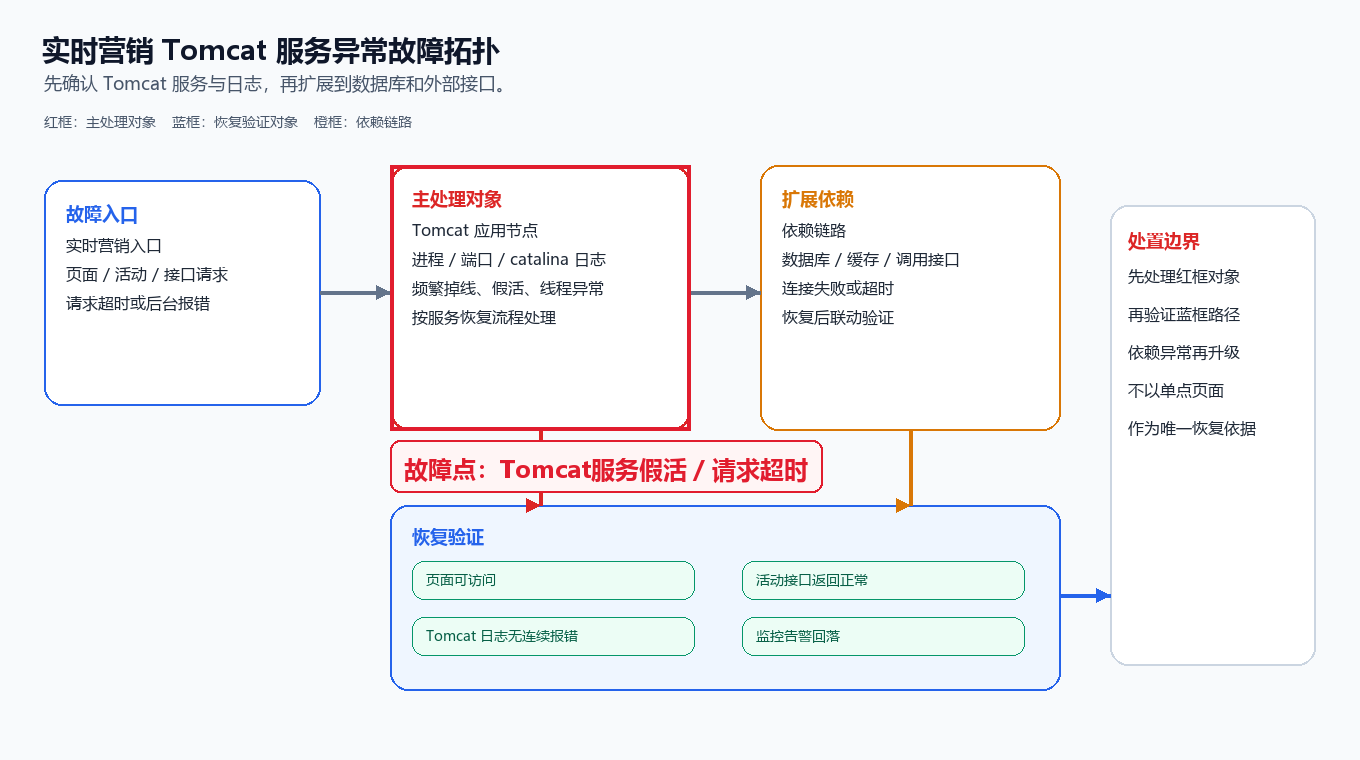 实时营销 Tomcat 服务异常故障拓扑
先确认 Tomcat 服务与日志，再扩展到数据库和外部接口。
红框：主处理对象 蓝框：恢复验证对象 橙框：依赖链路
故障入口
实时营销入口
页面 / 活动 / 接口请求
请求超时或后台报错
主处理对象
Tomcat 应用节点
进程 / 端口 / catalina 日志
频繁掉线、假活、线程异常
按服务恢复流程处理
扩展依赖
依赖链路
数据库 / 缓存 / 调用接口
连接失败或超时
恢复后联动验证
处置边界
先处理红框对象
再验证蓝框路径
依赖异常再升级
不以单点页面
作为唯一恢复依据
故障点：Tomcat服务假活 / 请求超时
恢复验证
页面可访问
活动接口返回正常
Tomcat 日志无连续报错
监控告警回落